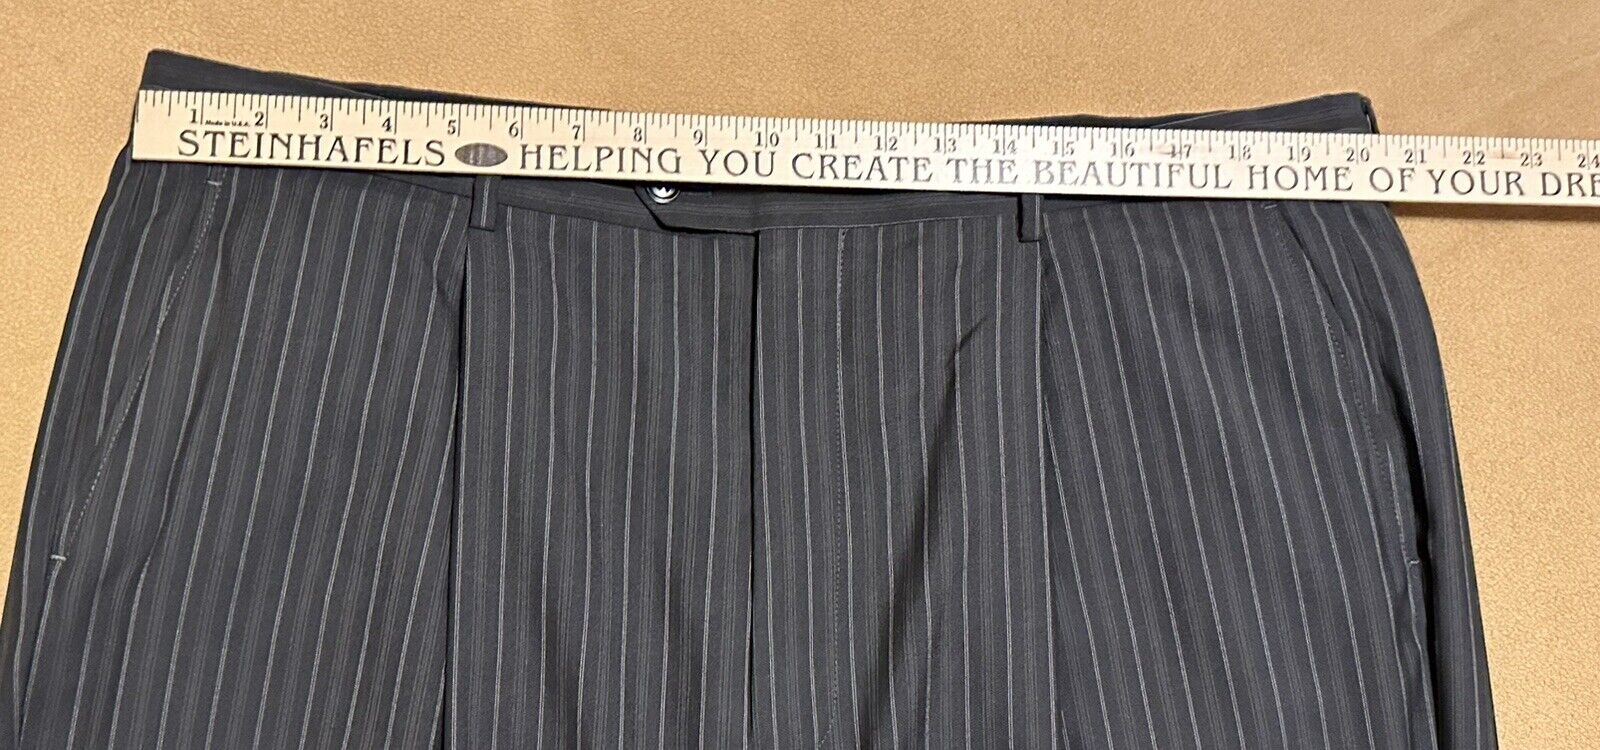 1 Made in U.S.A. 2 3 4 5 6 7 8 9 10 11 12 13 14 15 16 17 18 19 20 21 22 23 24
STEINHAFELS HELPING YOU CREATE THE BEAUTIFUL HOME OF YOUR DRE